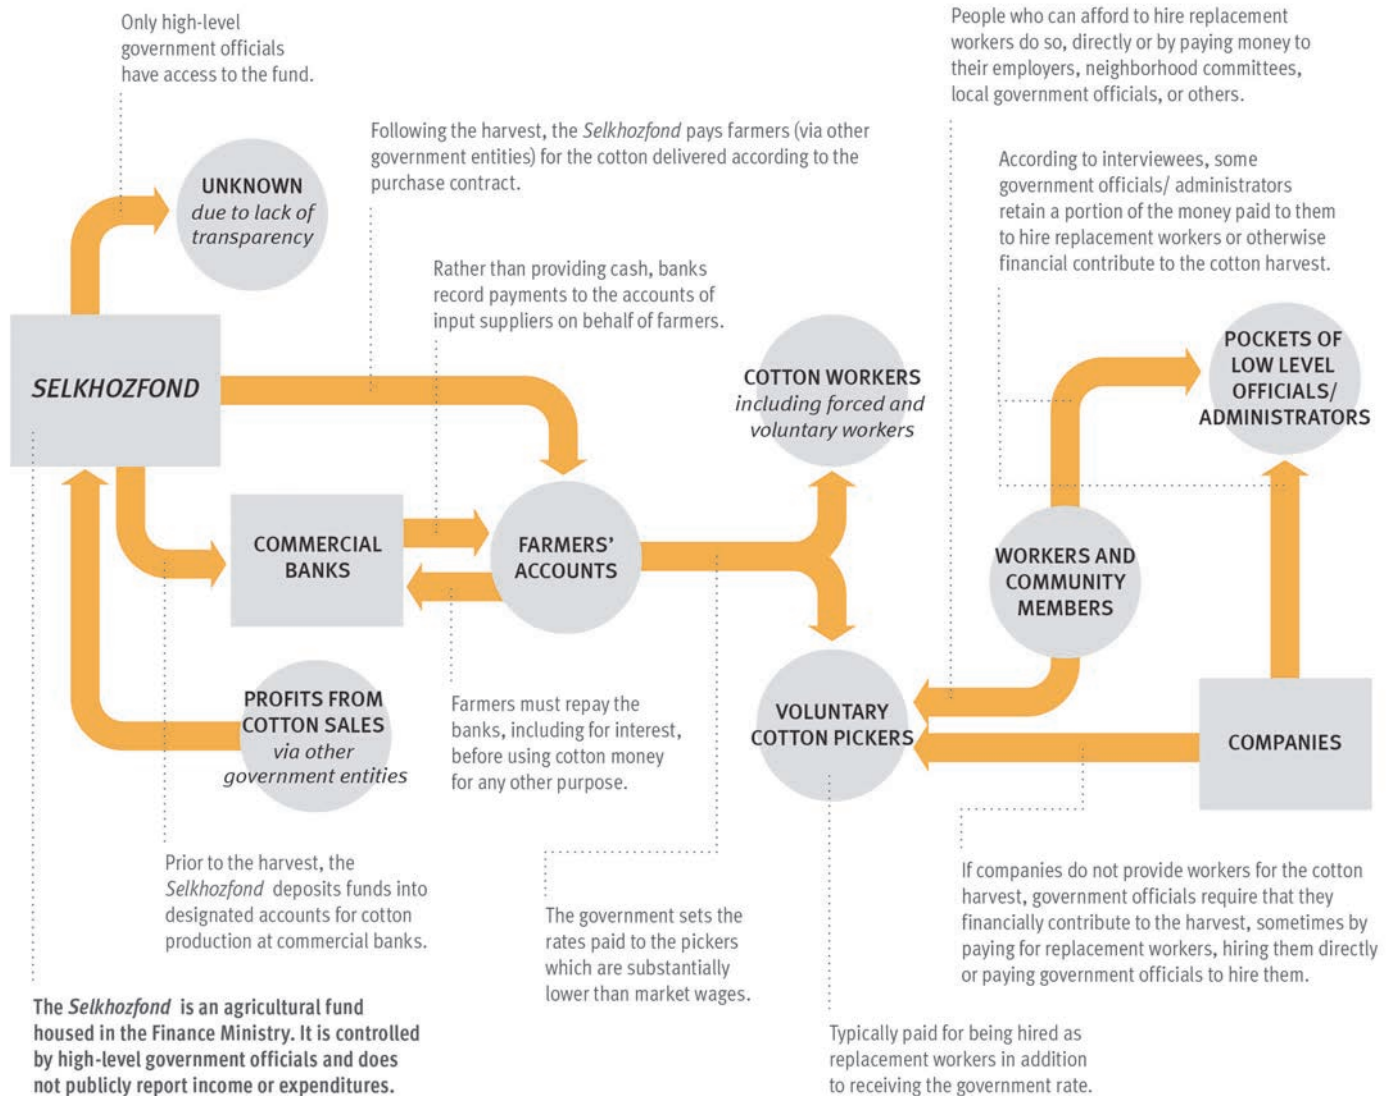 Only high-level
government officials
have access to the fund.
People who can afford to hire replacement
workers do so, directly or by paying money to
their employers, neighborhood committees,
local government officials, or others.
Following the harvest, the Selkhozfond pays farmers (via other
government entities) for the cotton delivered according to the
purchase contract.
According to interviewees, some
government officials/ administrators
retain a portion of the money paid to them
to hire replacement workers or otherwise
financial contribute to the cotton harvest.
UNKNOWN
due to lack of
transparency
Rather than providing cash, banks
record payments to the accounts of
input suppliers on behalf of farmers.
SELKHOZFOND
COTTON WORKERS
including forced and
voluntary workers
POCKETS OF
LOW LEVEL
OFFICIALS/
ADMINISTRATORS
COMMERCIAL
BANKS
FARMERS'
ACCOUNTS
WORKERS AND
COMMUNITY
MEMBERS
PROFITS FROM
COTTON SALES
via other
government entities
Farmers must repay the
banks, including for interest,
before using cotton money
for any other purpose.
VOLUNTARY
COTTON PICKERS
COMPANIES
Prior to the harvest, the
Selkhozfond deposits funds into
designated accounts for cotton
production at commercial banks.
The government sets the
rates paid to the pickers
which are substantially
lower than market wages.
If companies do not provide workers for the cotton
harvest, government officials require that they
financially contribute to the harvest, sometimes by
paying for replacement workers, hiring them directly
or paying government officials to hire them.
The Selkhozfond is an agricultural fund
housed in the Finance Ministry. It is controlled
by high-level government officials and does
not publicly report income or expenditures.
Typically paid for being hired as
replacement workers in addition
to receiving the government rate.